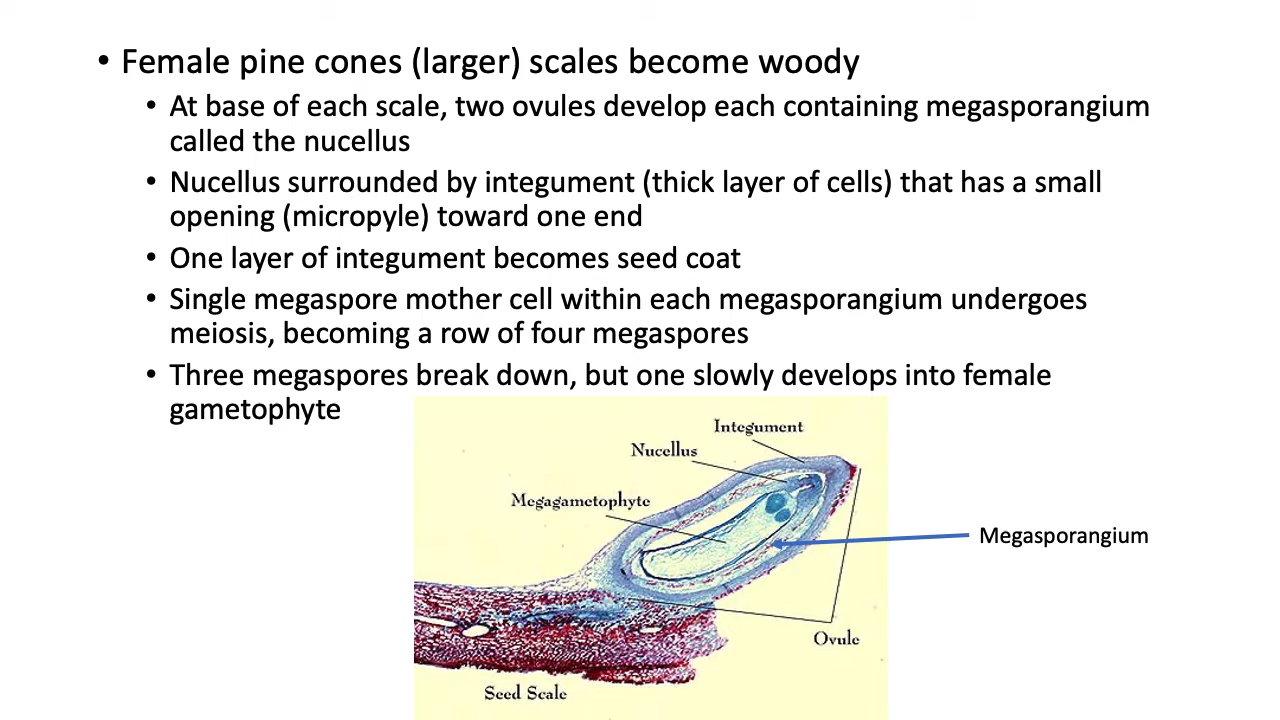 • Female pine cones (larger) scales become woody
• At base of each scale, two ovules develop each containing megasporangium
called the nucellus
• Nucellus surrounded by integument (thick layer of cells) that has a small
opening (micropyle) toward one end
• One layer of integument becomes seed coat
• Single megaspore mother cell within each megasporangium undergoes
meiosis, becoming a row of four megaspores
• Three megaspores break down, but one slowly develops into female
gametophyte
Integument
Nucellus
Megagametophyte
Megasporangium
Ovule
Seed Scale